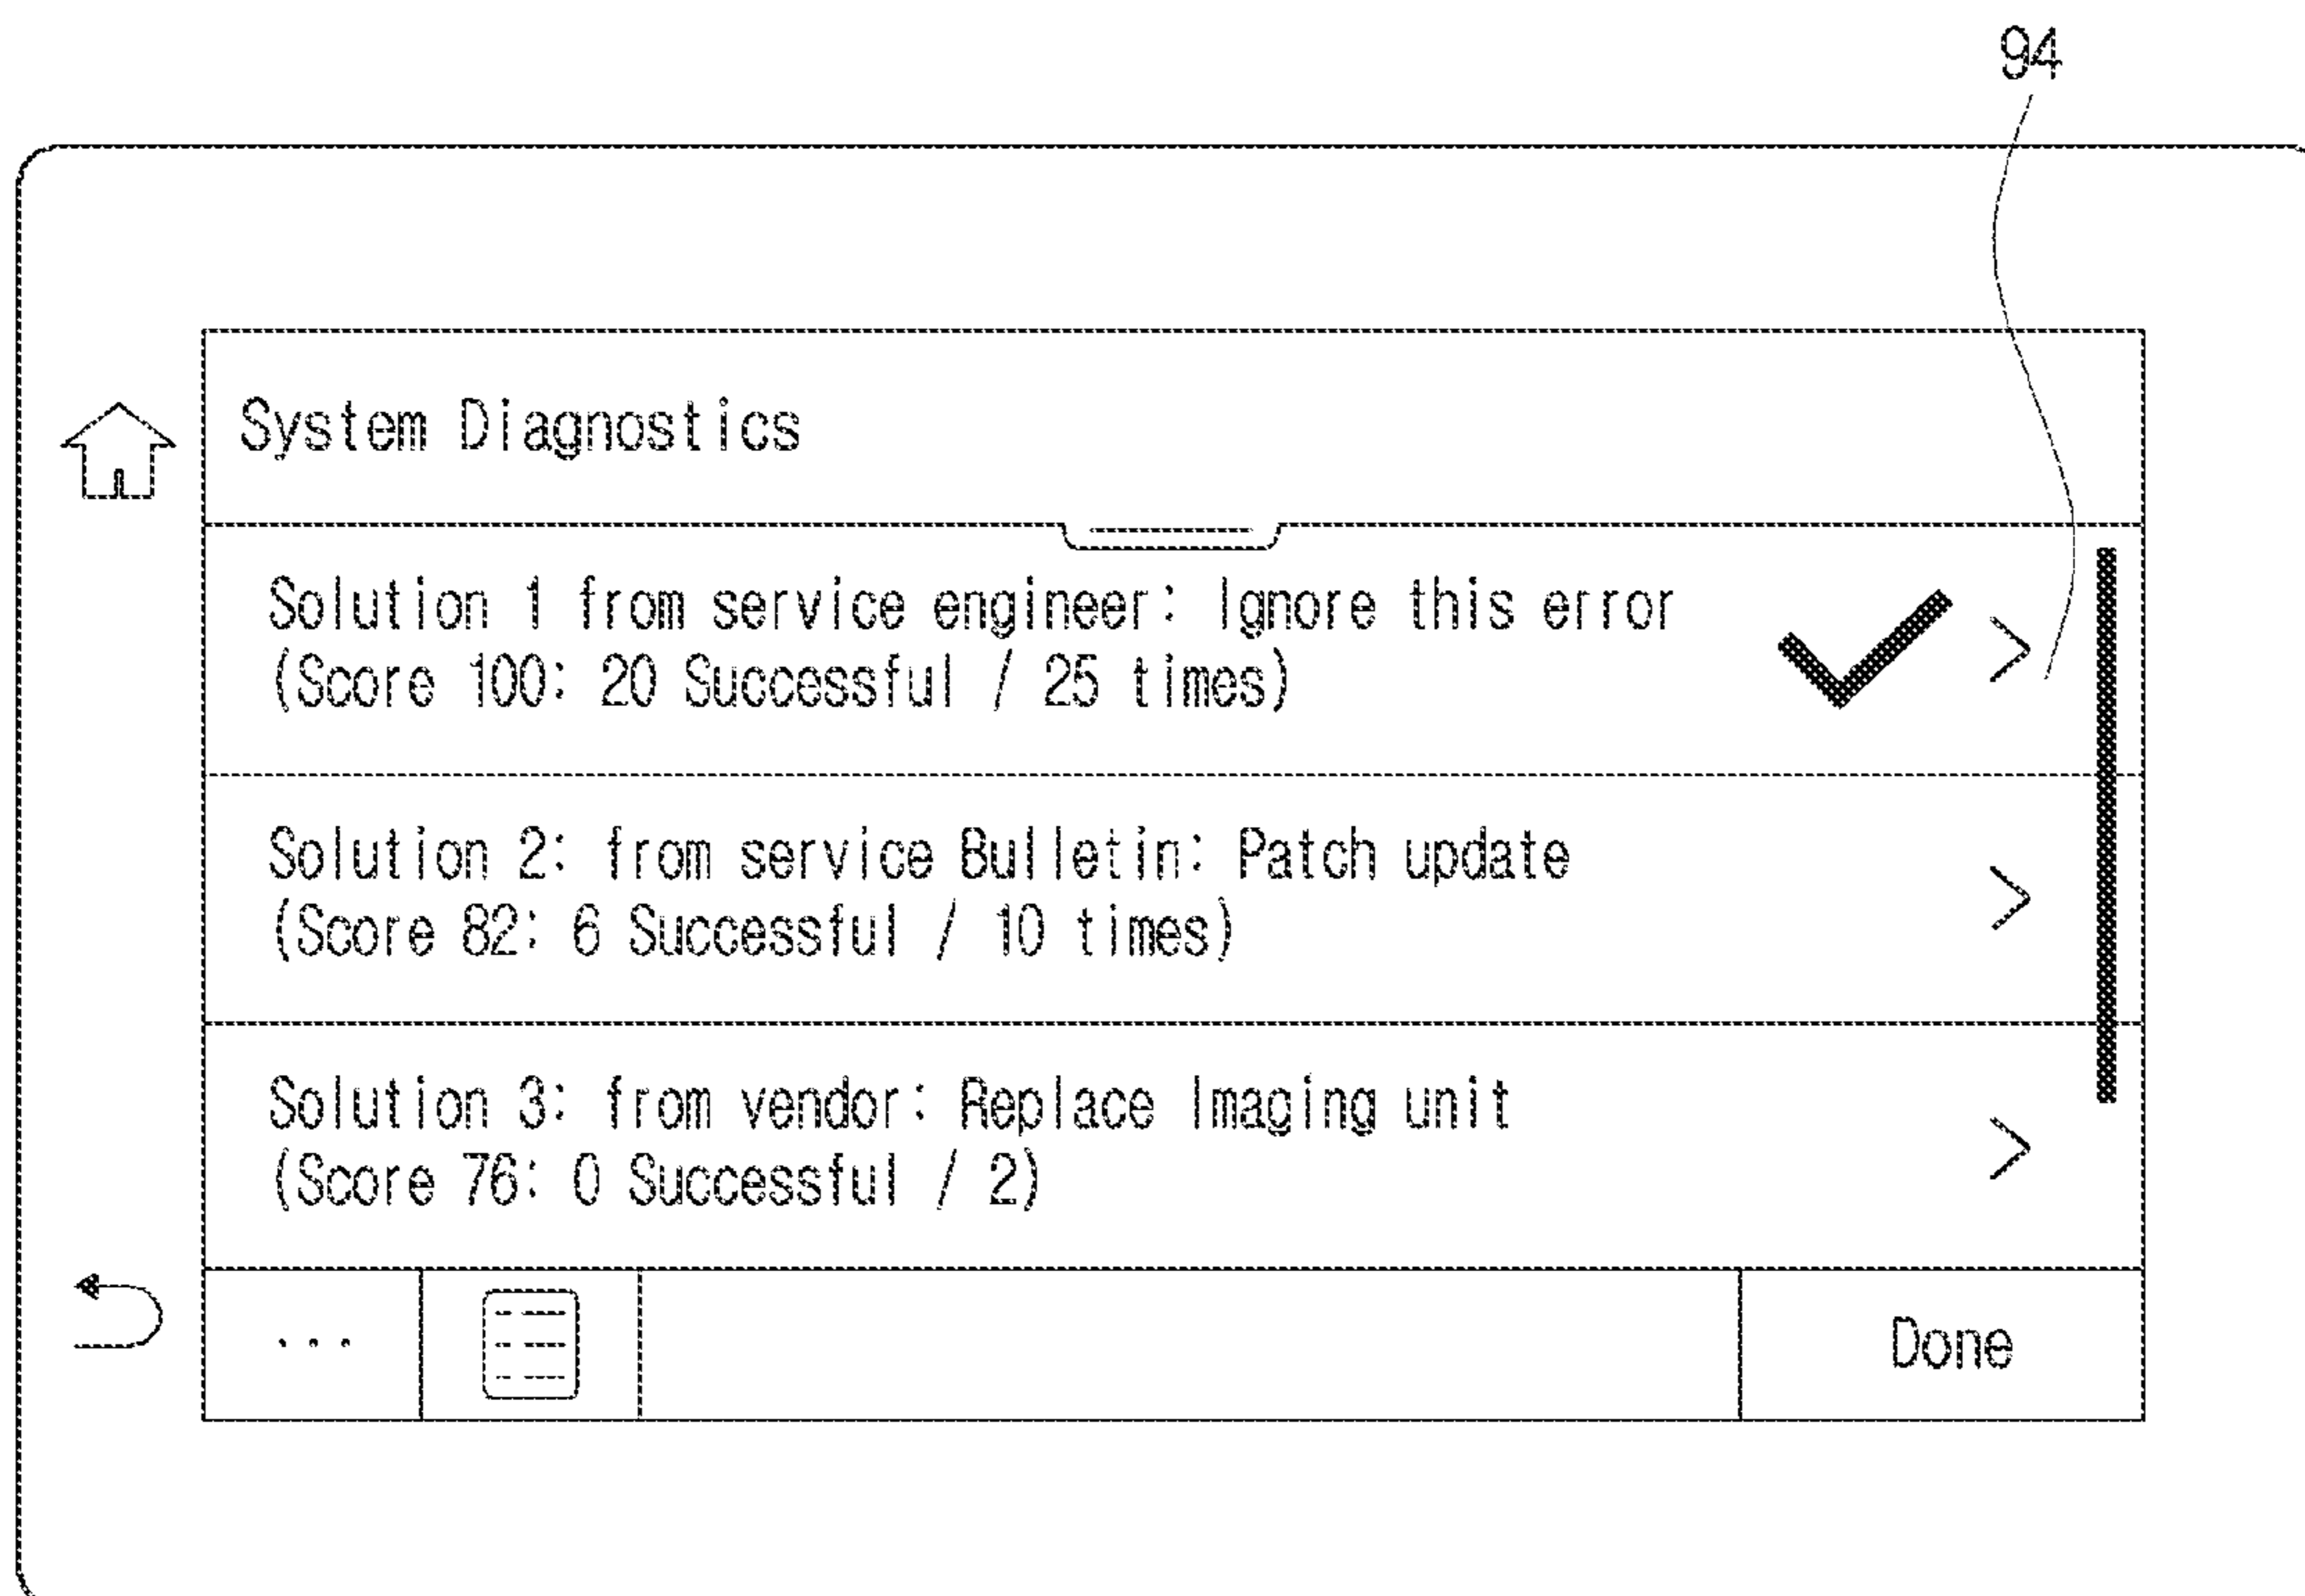 94
System Diagnostics
Solution 1 from service engineer: Ignore this error
(Score 100: 20 Successful / 25 times)
Solution 2: from service Bulletin: Patch update
(Score 82: 6 Successful / 10 times)
Solution 3: from vendor: Replace Imaging unit
(Score 76: 0 Successful / 2)
...
Done